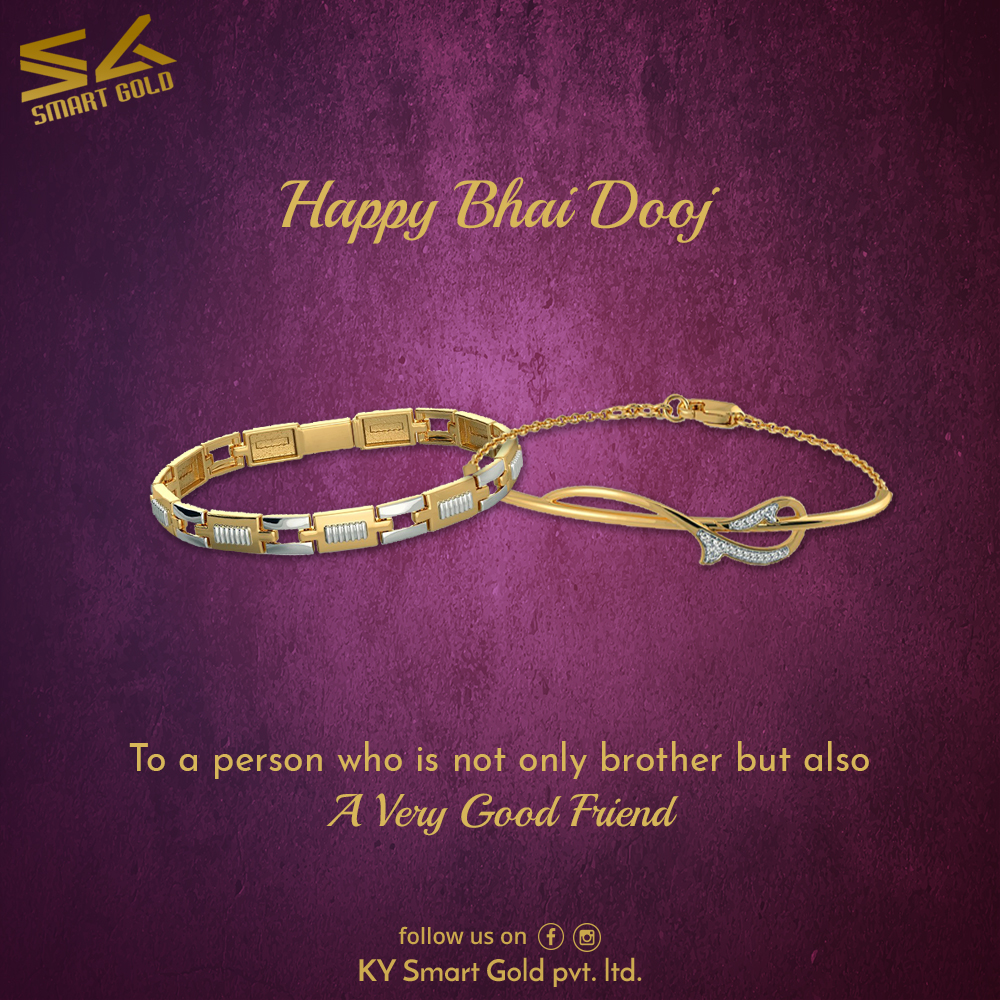 SMART GOLD
Happy Bhai Dooj
To a person who is not only brother but also
A Very Good Friend
follow us on
KY Smart Gold pvt. ltd.